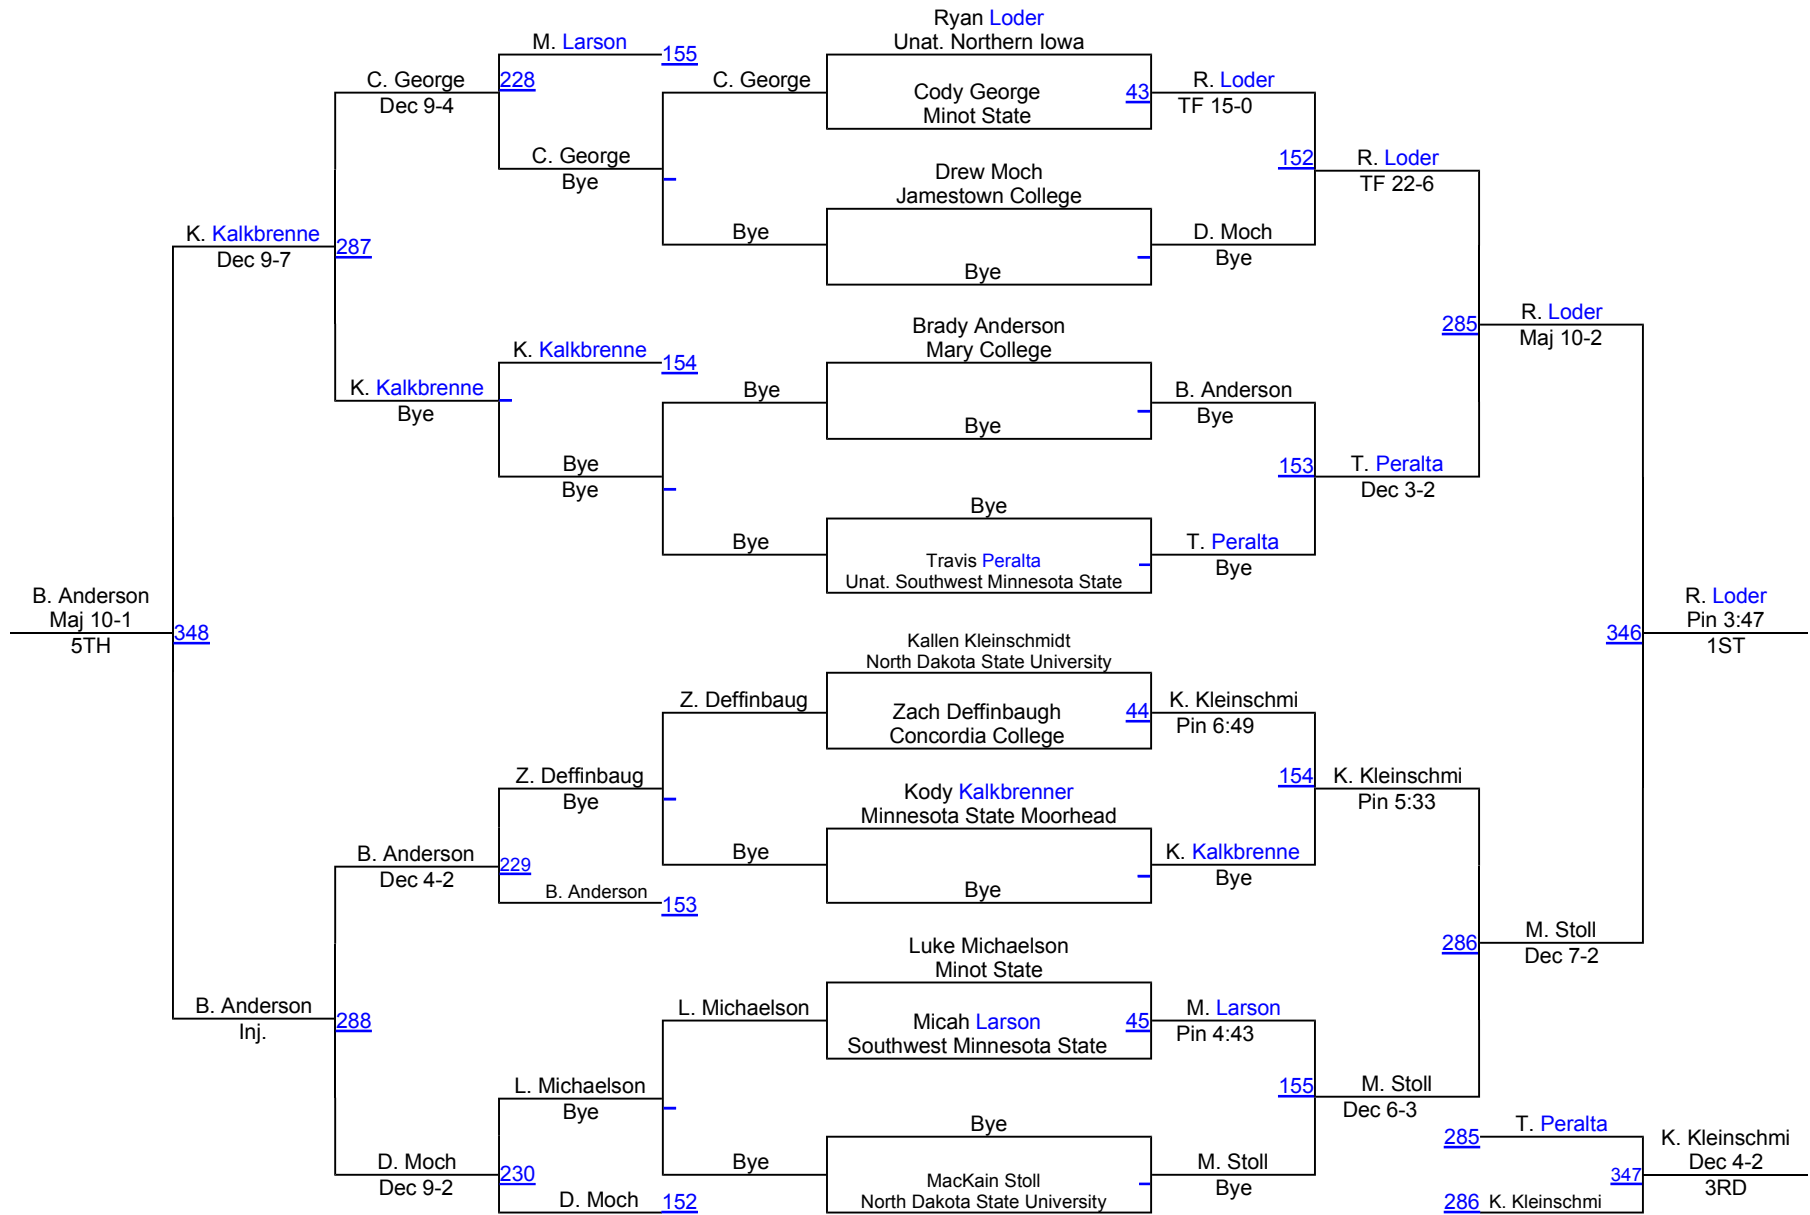 Ryan Loder
Unat. Northern Iowa
M. Larson
155
C. George
228
C. George
Cody George
43
R. Loder
Dec 9-4
Minot State
TF 15-0
C. George
Bye
152
R. Loder
TF 22-6
Drew Moch
Jamestown College
K. Kalkbrenne
287
Dec 9-7
Bye
D. Moch
Bye
Bye
Brady Anderson
Mary College
285
R. Loder
Maj 10-2
K. Kalkbrenne
154
K. Kalkbrenne
Bye
Bye
B. Anderson
Bye
Bye
Bye
Bye
153
T. Peralta
Dec 3-2
Bye
Bye
Travis Peralta
Unat. Southwest Minnesota State
T. Peralta
Bye
B. Anderson
Maj 10-1
5TH
348
346
R. Loder
Pin 3:47
1ST
Kallen Kleinschmidt
North Dakota State University
Z. Deffinbaug
Zach Deffinbaugh
Concordia College
44
K. Kleinschmi
Pin 6:49
Z. Deffinbaug
Bye
154
K. Kleinschmi
Pin 5:33
Kody Kalkbrenner
Minnesota State Moorhead
B. Anderson
Dec 4-2
229
Bye
K. Kalkbrenne
Bye
Bye
B. Anderson
153
Luke Michaelson
Minot State
286
M. Stoll
Dec 7-2
B. Anderson
Inj.
288
L. Michaelson
Micah Larson
Southwest Minnesota State
45
M. Larson
Pin 4:43
L. Michaelson
Bye
155
M. Stoll
Dec 6-3
Bye
285
T. Peralta
D. Moch
Dec 9-2
230
Bye
MacKain Stoll
North Dakota State University
M. Stoll
Bye
347
K. Kleinschmi
Dec 4-2
3RD
D. Moch
152
286
K. Kleinschmi